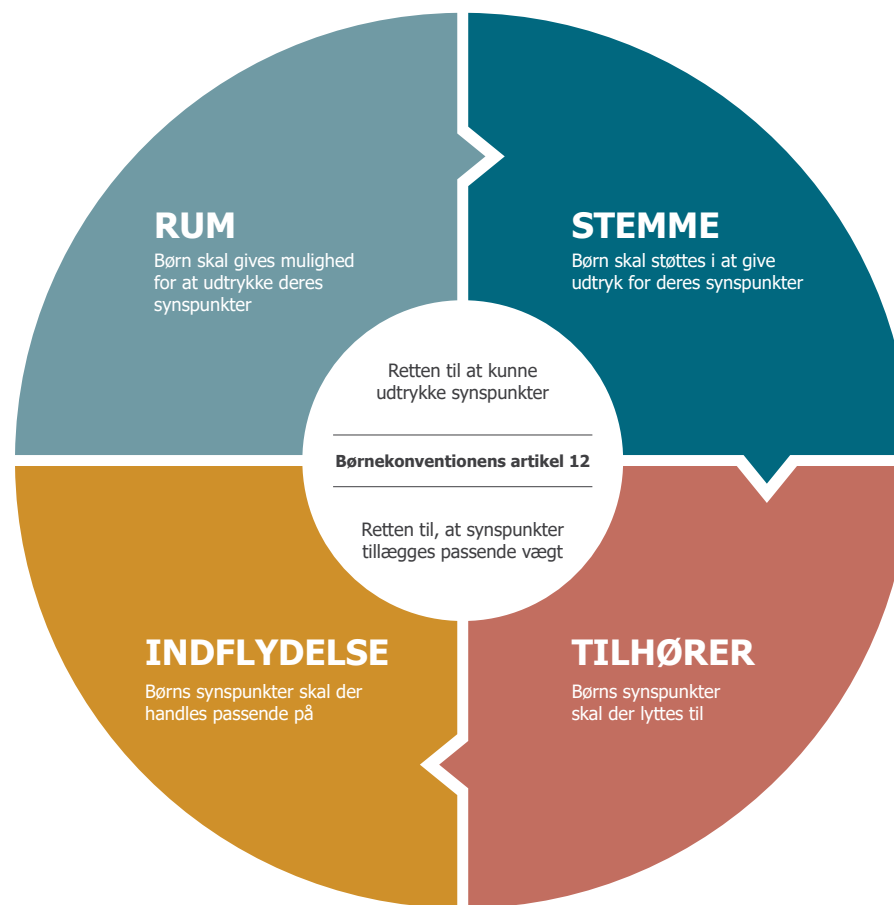 RUM
Børn skal gives mulighed
for at udtrykke deres
synspunkter
STEMME
Børn skal støttes i at give
udtryk for deres synspunkter
Retten til at kunne
udtrykke synspunkter
Børnekonventionens artikel 12
Retten til, at synspunkter
tillægges passende vægt
INDFLYDELSE
Børns synspunkter skal der
handles passende på
TILHØRER
Børns synspunkter
skal der lyttes til